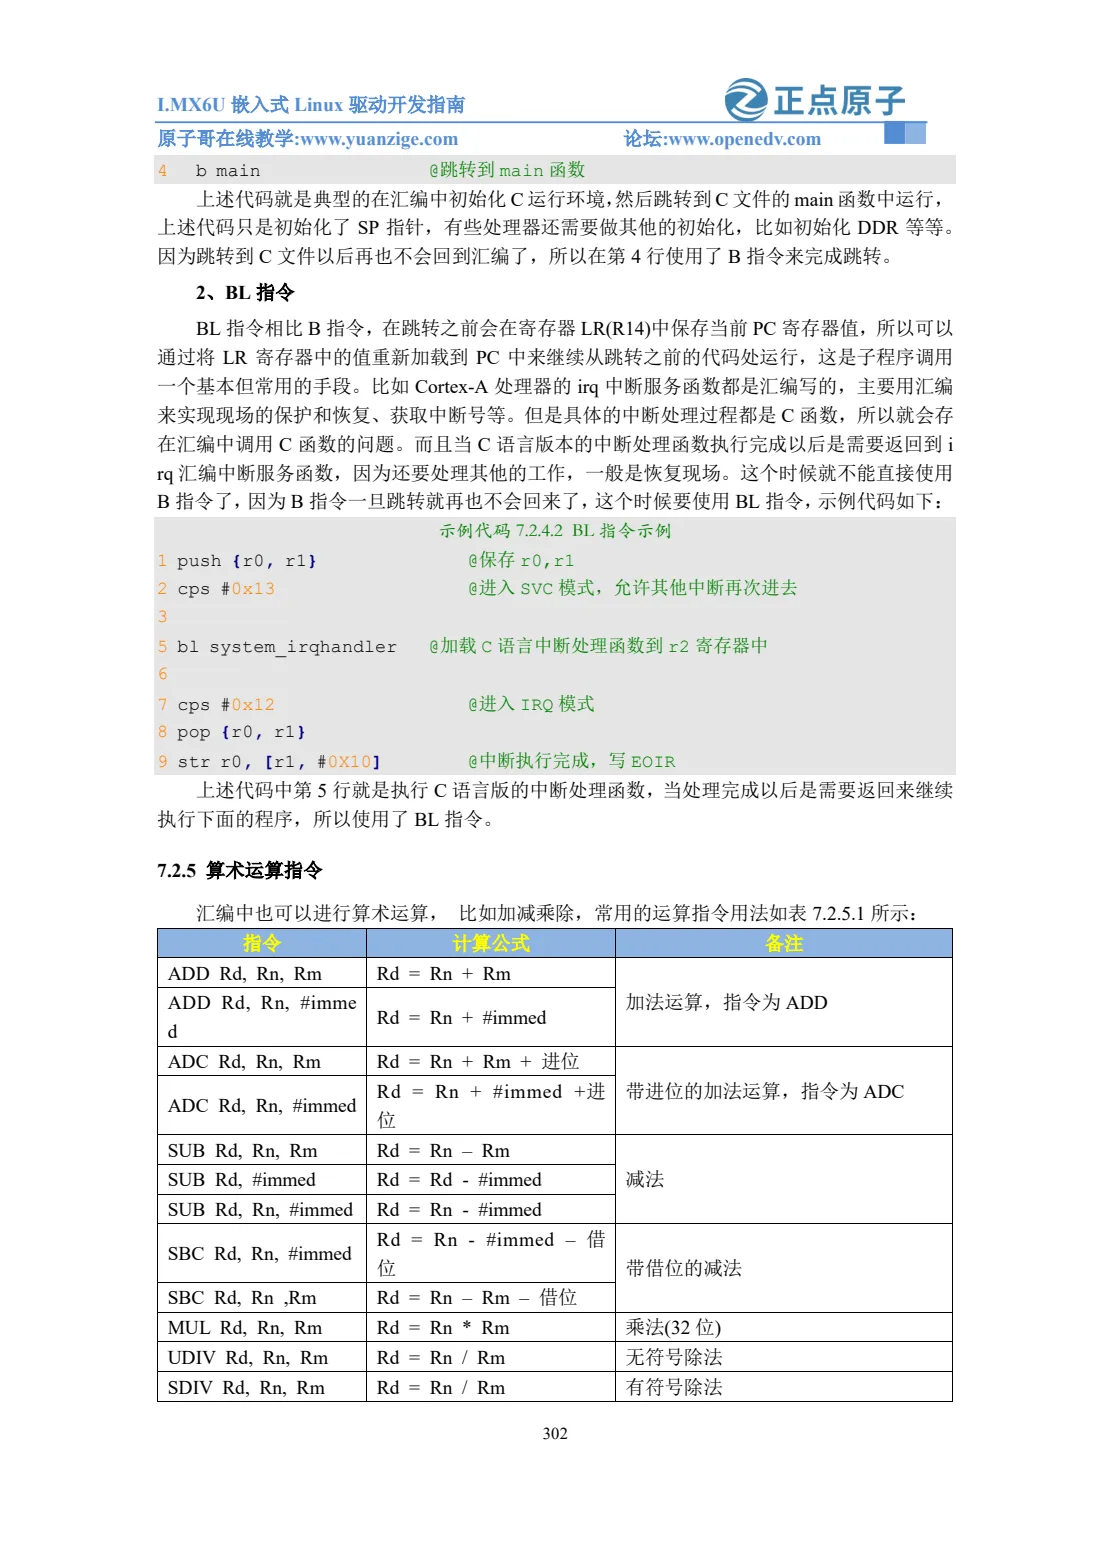 I.MX6U 嵌入式 Linux 驱动开发指南
正点原子
原子哥在线教学:www.yuanzige.com 论坛:www.openedv.com
4 b main @跳转到 main 函数
上述代码就是典型的在汇编中初始化 C 运行环境,然后跳转到 C 文件的 main 函数中运行，
上述代码只是初始化了 SP 指针，有些处理器还需要做其他的初始化，比如初始化 DDR 等等。
因为跳转到 C 文件以后再也不会回到汇编了，所以在第 4 行使用了 B 指令来完成跳转。
2、BL 指令
BL 指令相比 B 指令，在跳转之前会在寄存器 LR(R14)中保存当前 PC 寄存器值，所以可以
通过将 LR 寄存器中的值重新加载到 PC 中来继续从跳转之前的代码处运行，这是子程序调用
一个基本但常用的手段。比如 Cortex-A 处理器的 irq 中断服务函数都是汇编写的，主要用汇编
来实现现场的保护和恢复、获取中断号等。但是具体的中断处理过程都是 C 函数，所以就会存
在汇编中调用 C 函数的问题。而且当 C 语言版本的中断处理函数执行完成以后是需要返回到 i
rq 汇编中断服务函数，因为还要处理其他的工作，一般是恢复现场。这个时候就不能直接使用
B 指令了，因为 B 指令一旦跳转就再也不会回来了，这个时候要使用 BL 指令，示例代码如下：
示例代码 7.2.4.2 BL 指令示例
1 push {r0, r1} @保存 r0,r1
2 cps #0x13 @进入 SVC 模式，允许其他中断再次进去
3
5 bl system_irqhandler @加载 C 语言中断处理函数到 r2 寄存器中
6
7 cps #0x12 @进入 IRQ 模式
8 pop {r0, r1}
9 str r0, [r1, #0X10] @中断执行完成，写 EOIR
上述代码中第 5 行就是执行 C 语言版的中断处理函数，当处理完成以后是需要返回来继续
执行下面的程序，所以使用了 BL 指令。
7.2.5 算术运算指令
汇编中也可以进行算术运算， 比如加减乘除，常用的运算指令用法如表 7.2.5.1 所示：
指令 计算公式 备注
ADD Rd, Rn, Rm Rd = Rn + Rm
加法运算，指令为 ADD
ADD Rd, Rn, #imme
d
Rd = Rn + #immed
ADC Rd, Rn, Rm Rd = Rn + Rm + 进位
带进位的加法运算，指令为 ADC
ADC Rd, Rn, #immed
Rd = Rn + #immed +进
位
SUB Rd, Rn, Rm Rd = Rn – Rm
SUB Rd, #immed Rd = Rd - #immed 减法
SUB Rd, Rn, #immed Rd = Rn - #immed
SBC Rd, Rn, #immed
Rd = Rn - #immed – 借
位
带借位的减法
SBC Rd, Rn ,Rm Rd = Rn – Rm – 借位
MUL Rd, Rn, Rm Rd = Rn * Rm 乘法(32 位)
UDIV Rd, Rn, Rm Rd = Rn / Rm 无符号除法
SDIV Rd, Rn, Rm Rd = Rn / Rm 有符号除法
302